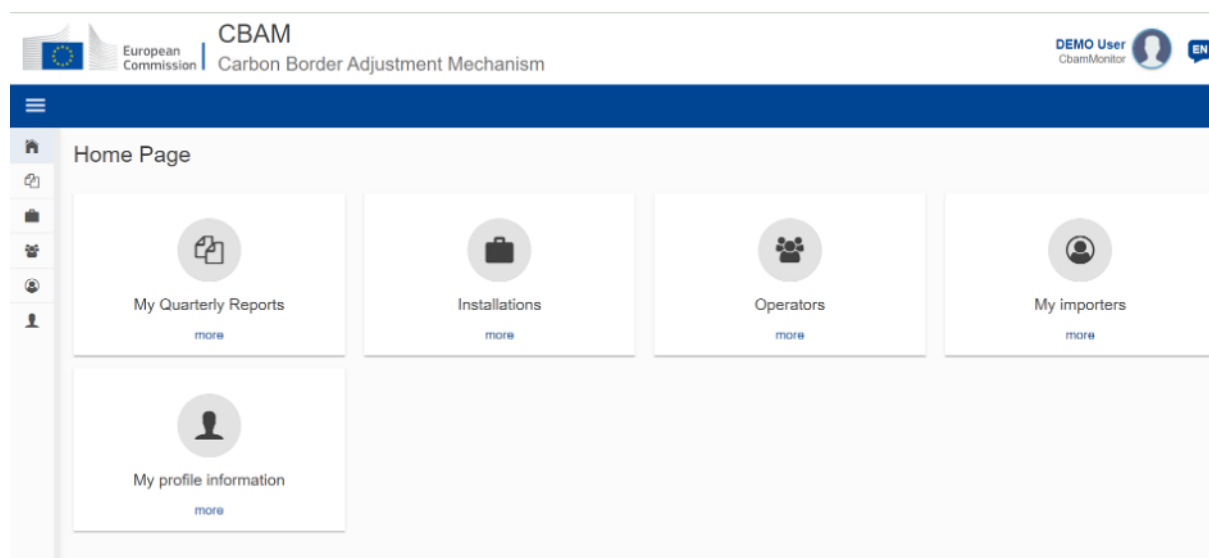 European
Commission
CBAM
Carbon Border Adjustment Mechanism
DEMO User
CbamMonitor
EN
Home Page
My Quarterly Reports
more
Installations
more
Operators
more
My importers
more
My profile information
more